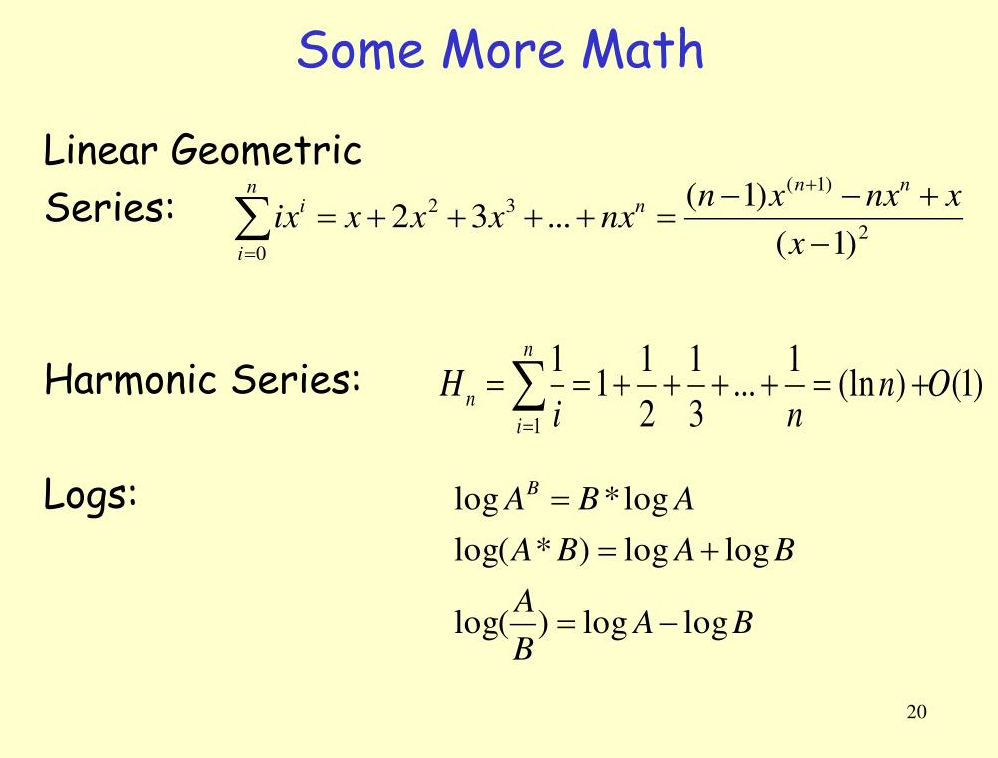 Some More Math
Linear Geometric
Series: $\sum_{i=0}^{n} ix^i = x + 2x^2 + 3x^3 + ... + nx^n = \frac{(n-1)x^{(n+1)} - nx^n + x}{(x-1)^2}$
Harmonic Series: $H_n = \sum_{i=1}^{n} \frac{1}{i} = 1 + \frac{1}{2} + \frac{1}{3} + ... + \frac{1}{n} = (\ln n) + O(1)$
Logs: $\log A^B = B * \log A$
$\log(A * B) = \log A + \log B$
$\log(\frac{A}{B}) = \log A - \log B$
20